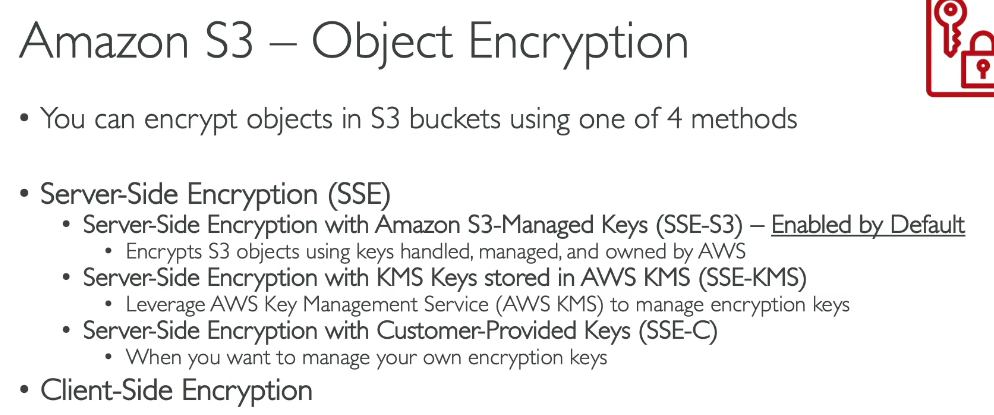 Amazon S3 – Object Encryption
• You can encrypt objects in S3 buckets using one of 4 methods
• Server-Side Encryption (SSE)
• Server-Side Encryption with Amazon S3-Managed Keys (SSE-S3) – Enabled by Default
• Encrypts S3 objects using keys handled, managed, and owned by AWS
• Server-Side Encryption with KMS Keys stored in AWS KMS (SSE-KMS)
• Leverage AWS Key Management Service (AWS KMS) to manage encryption keys
• Server-Side Encryption with Customer-Provided Keys (SSE-C)
• When you want to manage your own encryption keys
• Client-Side Encryption